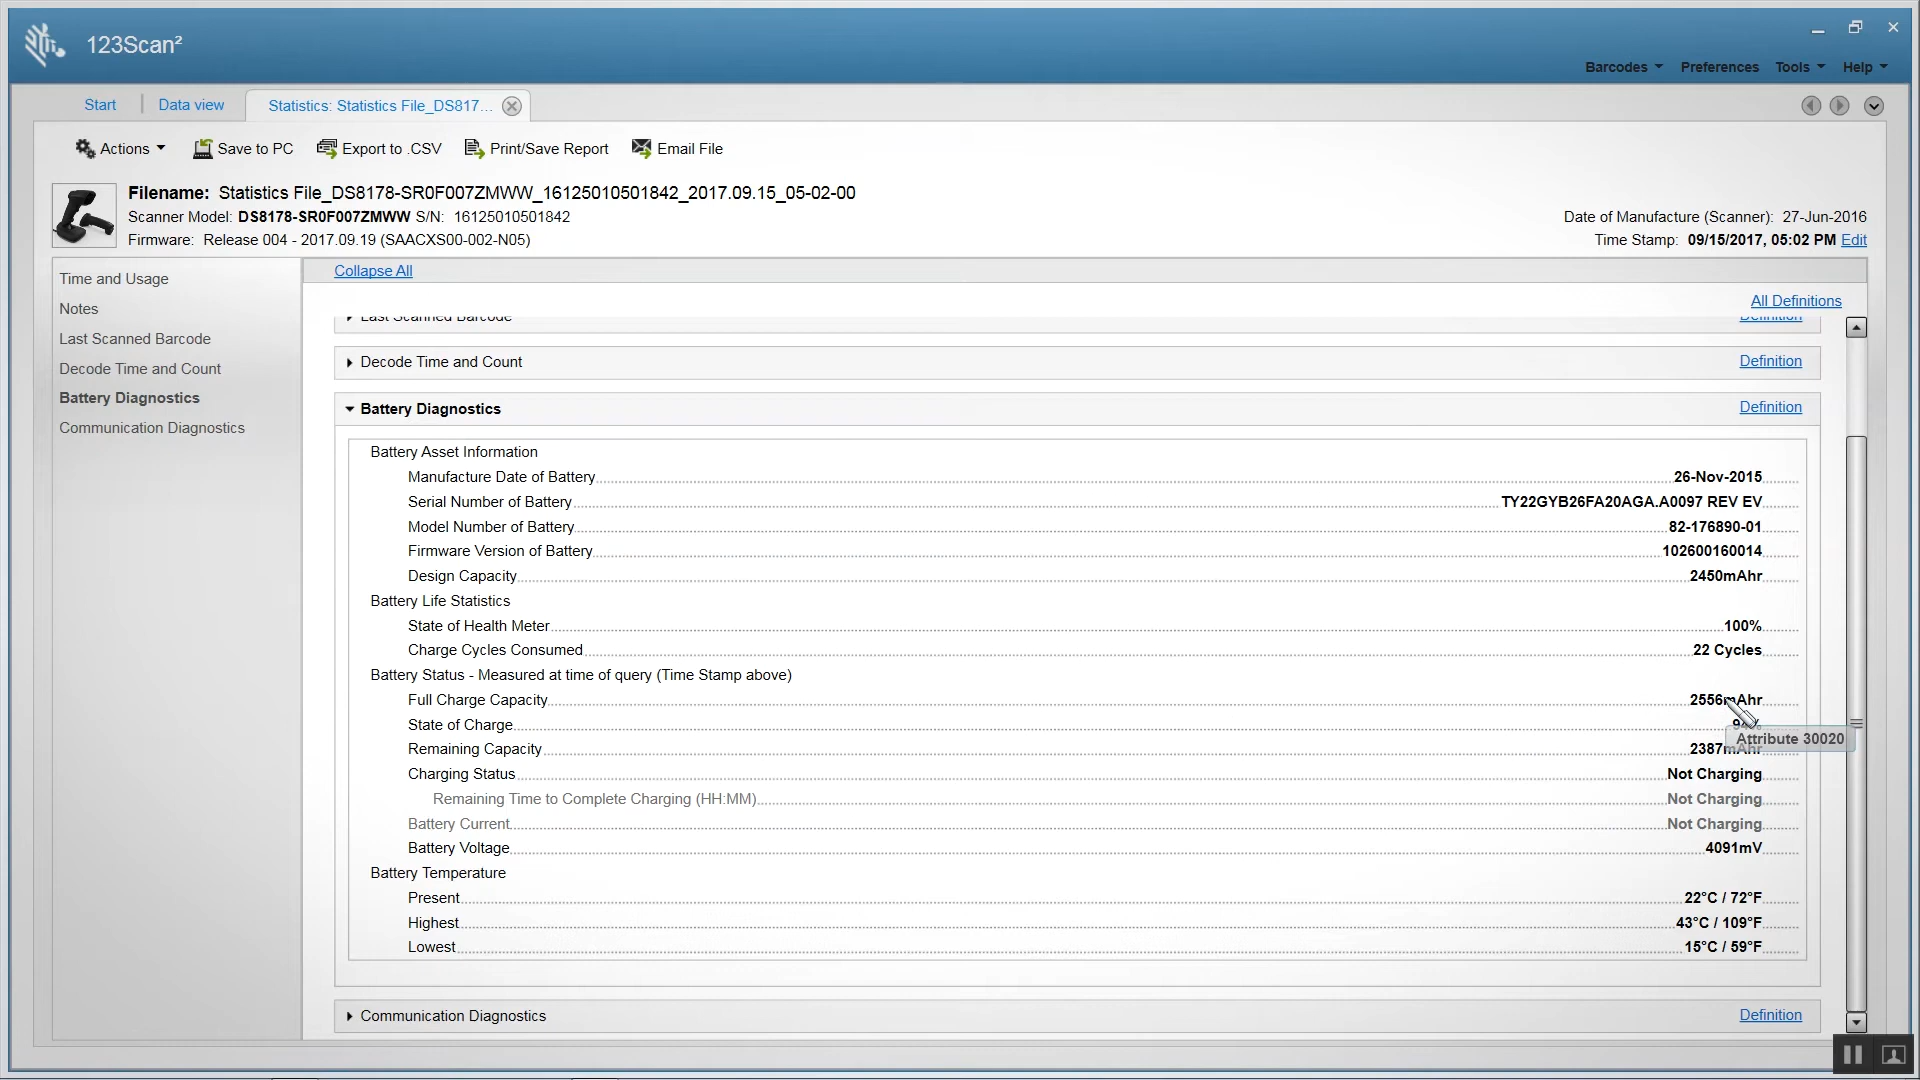 123Scan²
Barcodes Preferences Tools Help
Start Data view Statistics: Statistics File_DS817...
Actions Save to PC Export to .CSV Print/Save Report Email File
Filename: Statistics File_DS8178-SR0F007ZMWW_16125010501842_2017.09.15_05-02-00
Scanner Model: DS8178-SR0F007ZMWW S/N: 16125010501842
Date of Manufacture (Scanner): 27-Jun-2016
Firmware: Release 004 - 2017.09.19 (SAACXS00-002-N05)
Time Stamp: 09/15/2017, 05:02 PM Edit
Time and Usage
Notes
Last Scanned Barcode
Decode Time and Count
Battery Diagnostics
Communication Diagnostics
Collapse All
All Definitions
Last Scanned Barcode Definition
Decode Time and Count Definition
Battery Diagnostics Definition
Battery Asset Information
Manufacture Date of Battery 26-Nov-2015
Serial Number of Battery TY22GYB26FA20AGA.A0097 REV EV
Model Number of Battery 82-176890-01
Firmware Version of Battery 102600160014
Design Capacity 2450mAhr
Battery Life Statistics
State of Health Meter 100%
Charge Cycles Consumed 22 Cycles
Battery Status - Measured at time of query (Time Stamp above)
Full Charge Capacity 2556mAhr
State of Charge
Attribute 30020
Remaining Capacity 2387mAhr
Charging Status Not Charging
Remaining Time to Complete Charging (HH:MM) Not Charging
Battery Current Not Charging
Battery Voltage 4091mV
Battery Temperature
Present 22°C / 72°F
Highest 43°C / 109°F
Lowest 15°C / 59°F
Communication Diagnostics Definition